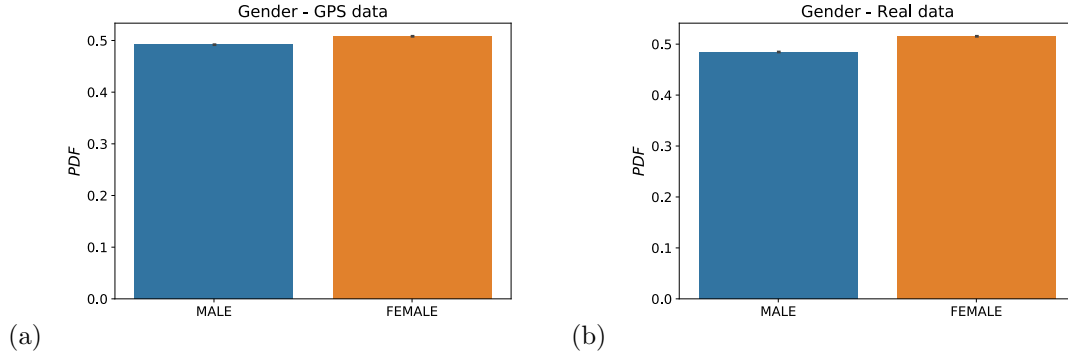 Gender - GPS data
0.5
0.4
0.3
0.2
0.1
0.0
PDF
MALE FEMALE
(a)
Gender - Real data
0.5
0.4
0.3
0.2
0.1
0.0
PDF
MALE FEMALE
(b)